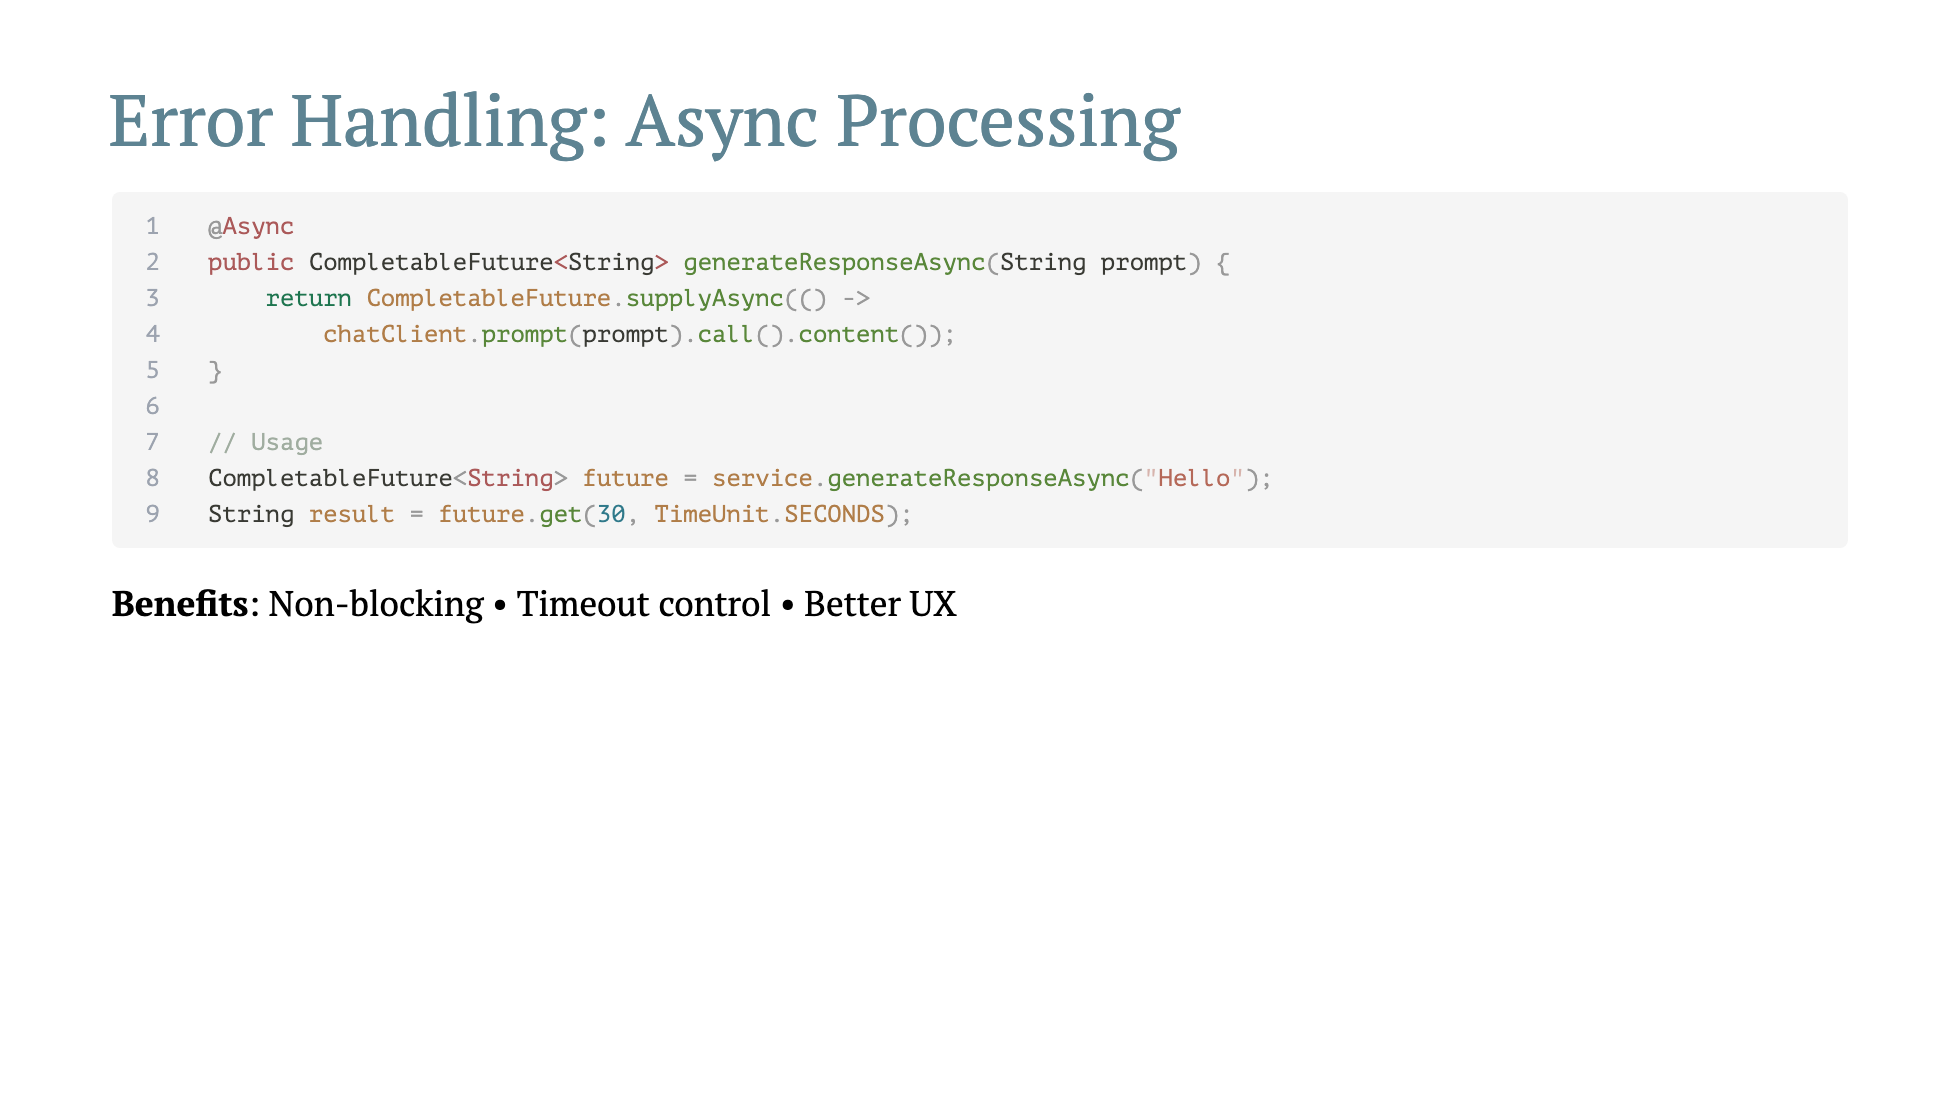 Error Handling: Async Processing
1 @Async
2 public CompletableFuture<String> generateResponseAsync(String prompt) {
3     return CompletableFuture.supplyAsync(() ->
4         chatClient.prompt(prompt).call().content());
5 }
6
7 // Usage
8 CompletableFuture<String> future = service.generateResponseAsync("Hello");
9 String result = future.get(30, TimeUnit.SECONDS);
Benefits: Non-blocking • Timeout control • Better UX